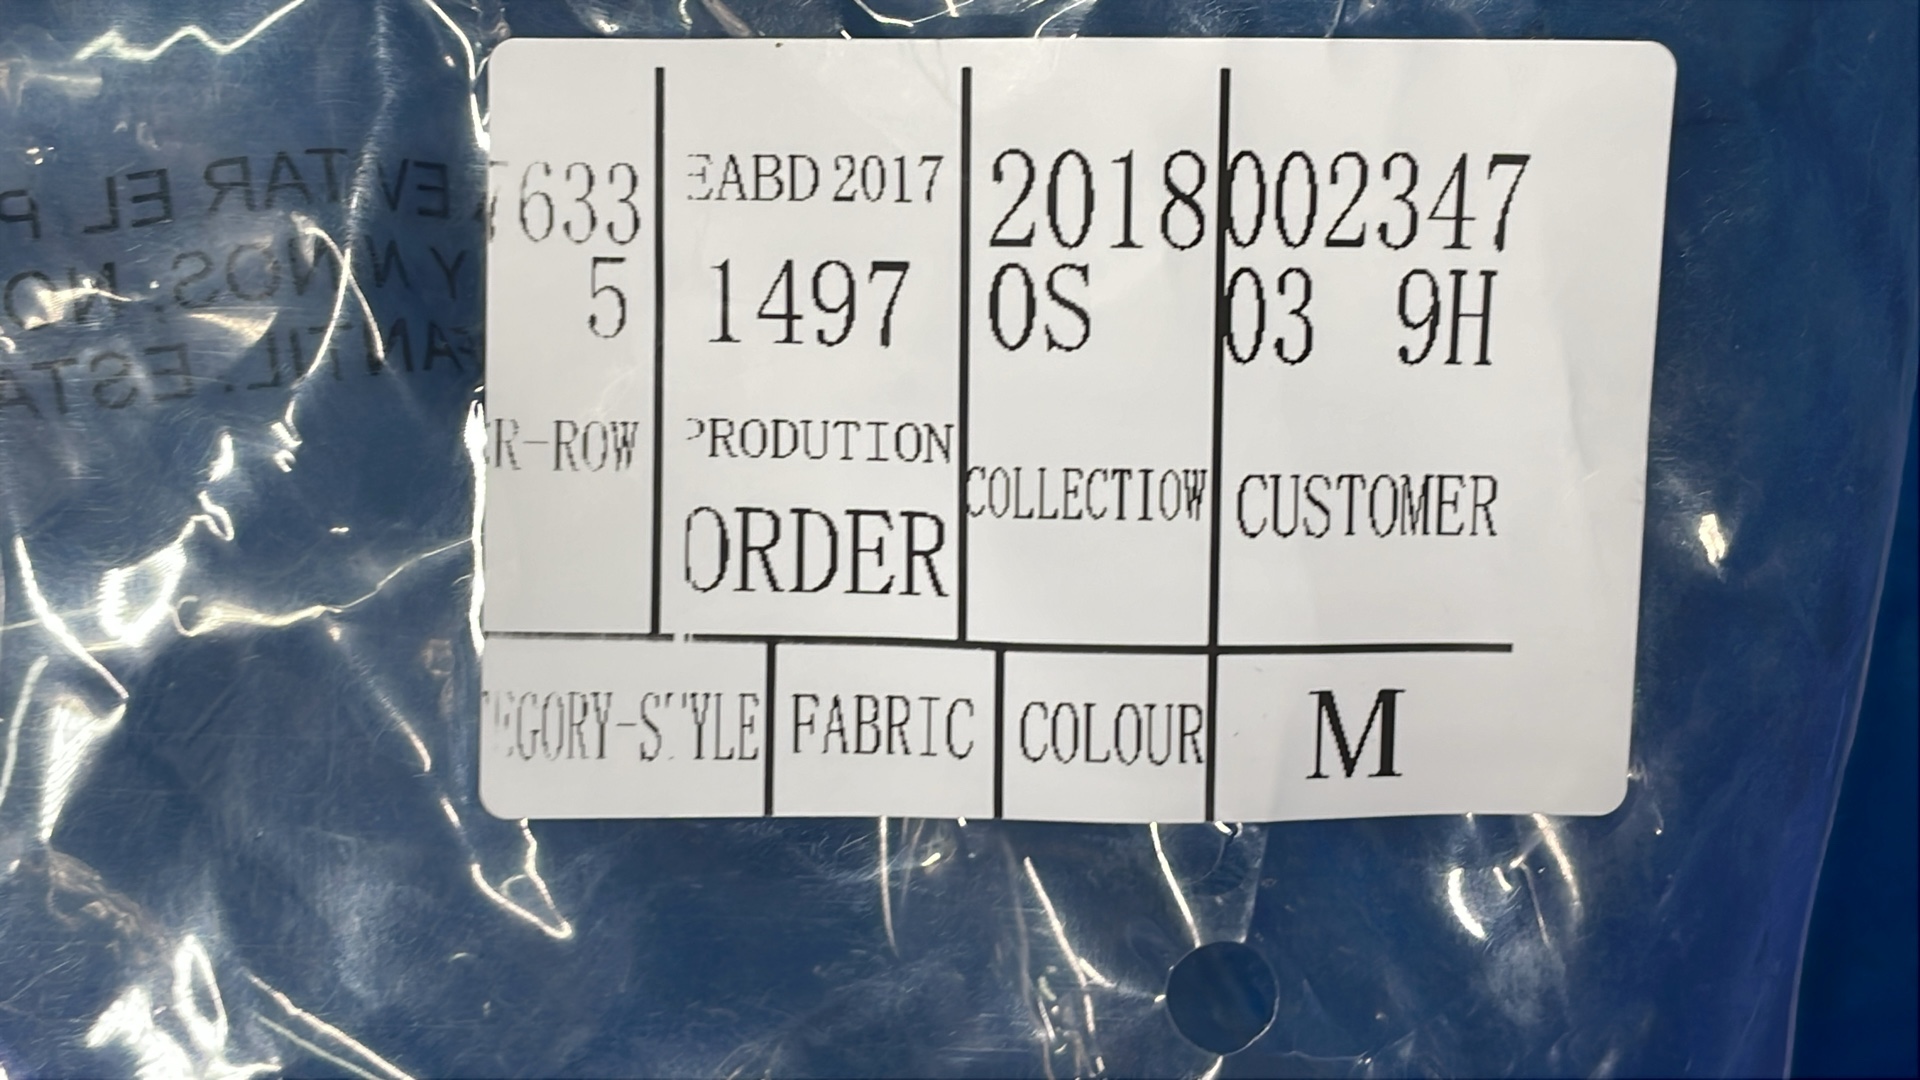 7633
5
EABD 2017
1497
2018
0S
002347
03 9H
R-ROW
PRODUTION
ORDER
COLLECTIOW
CUSTOMER
EGORY-STYLE
FABRIC
COLOUR
M
EVITAR EL P
Y NIÑOS. NO
FANTIL. ESTA